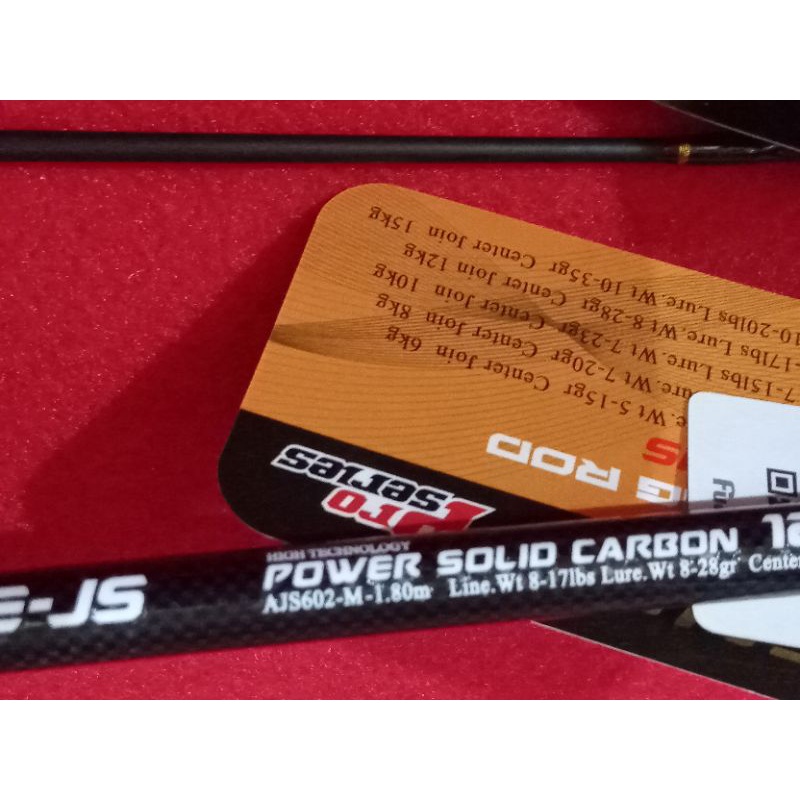 10-20lbs Lure.Wt 10-35gr Center Join 15kg
-17lbs Lure.Wt 8-28gr Center Join 12kg
7-15lbs Lure.Wt 7-23gr Center Join 10kg
Lure.Wt 7-20gr Center Join 8kg
e.Wt 5-15gr Center Join 6kg
G ROD
Pro
series
-JS
HIGH TECHNOLOGY
POWER SOLID CARBON 12
AJS602-M-1.80m Line.Wt 8-17lbs Lure.Wt 8-28gr Center